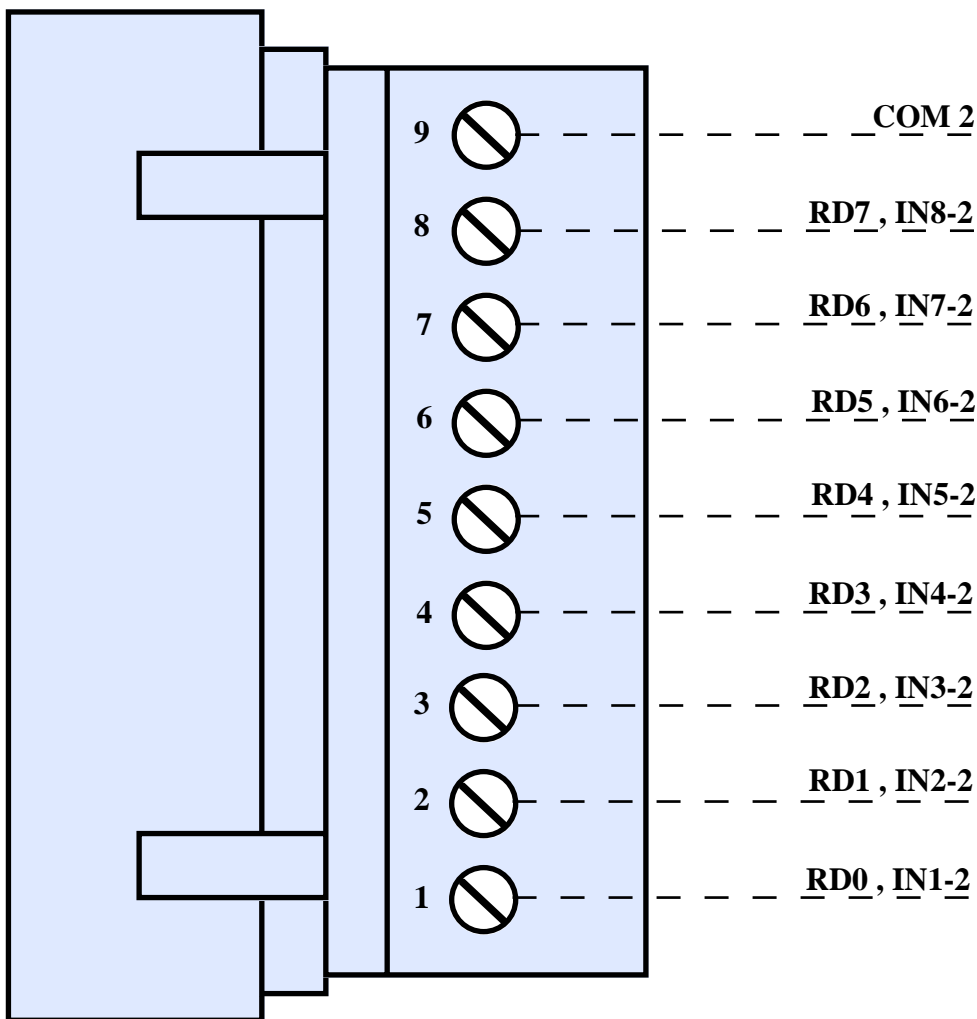 9 COM 2
8 RD7 , IN8-2
7 RD6 , IN7-2
6 RD5 , IN6-2
5 RD4 , IN5-2
4 RD3 , IN4-2
3 RD2 , IN3-2
2 RD1 , IN2-2
1 RD0 , IN1-2